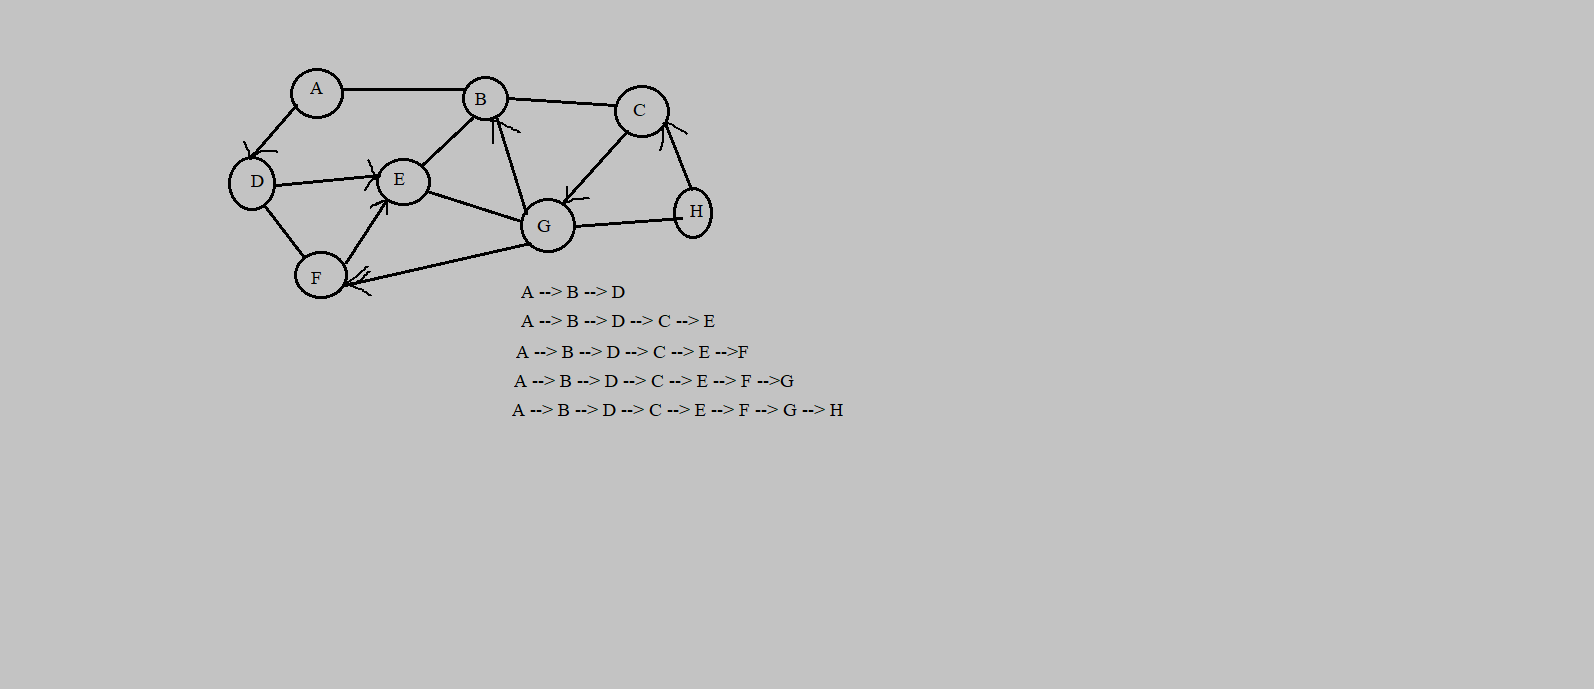 A
B
C
D
E
G
H
F
A --> B --> D
A --> B --> D --> C --> E
A --> B --> D --> C --> E -->F
A --> B --> D --> C --> E --> F -->G
A --> B --> D --> C --> E --> F --> G --> H